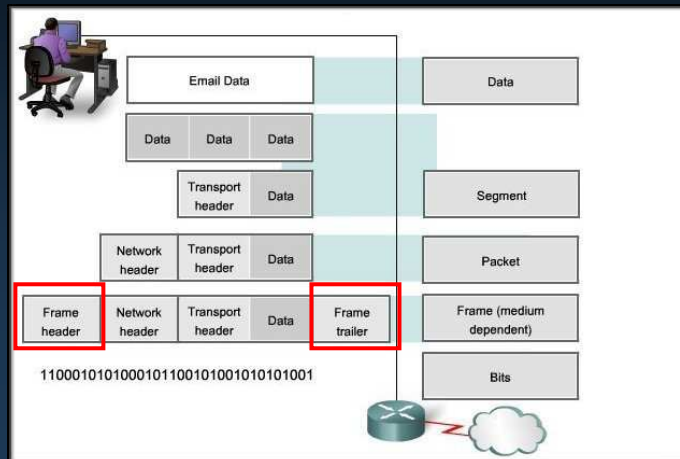 Email Data
Data
Data Data Data
Transport
header
Data
Segment
Network
header
Transport
header
Data
Packet
Frame
header
Network
header
Transport
header
Data
Frame
trailer
Frame (medium
dependent)
1100010101000101100101001010101001
Bits